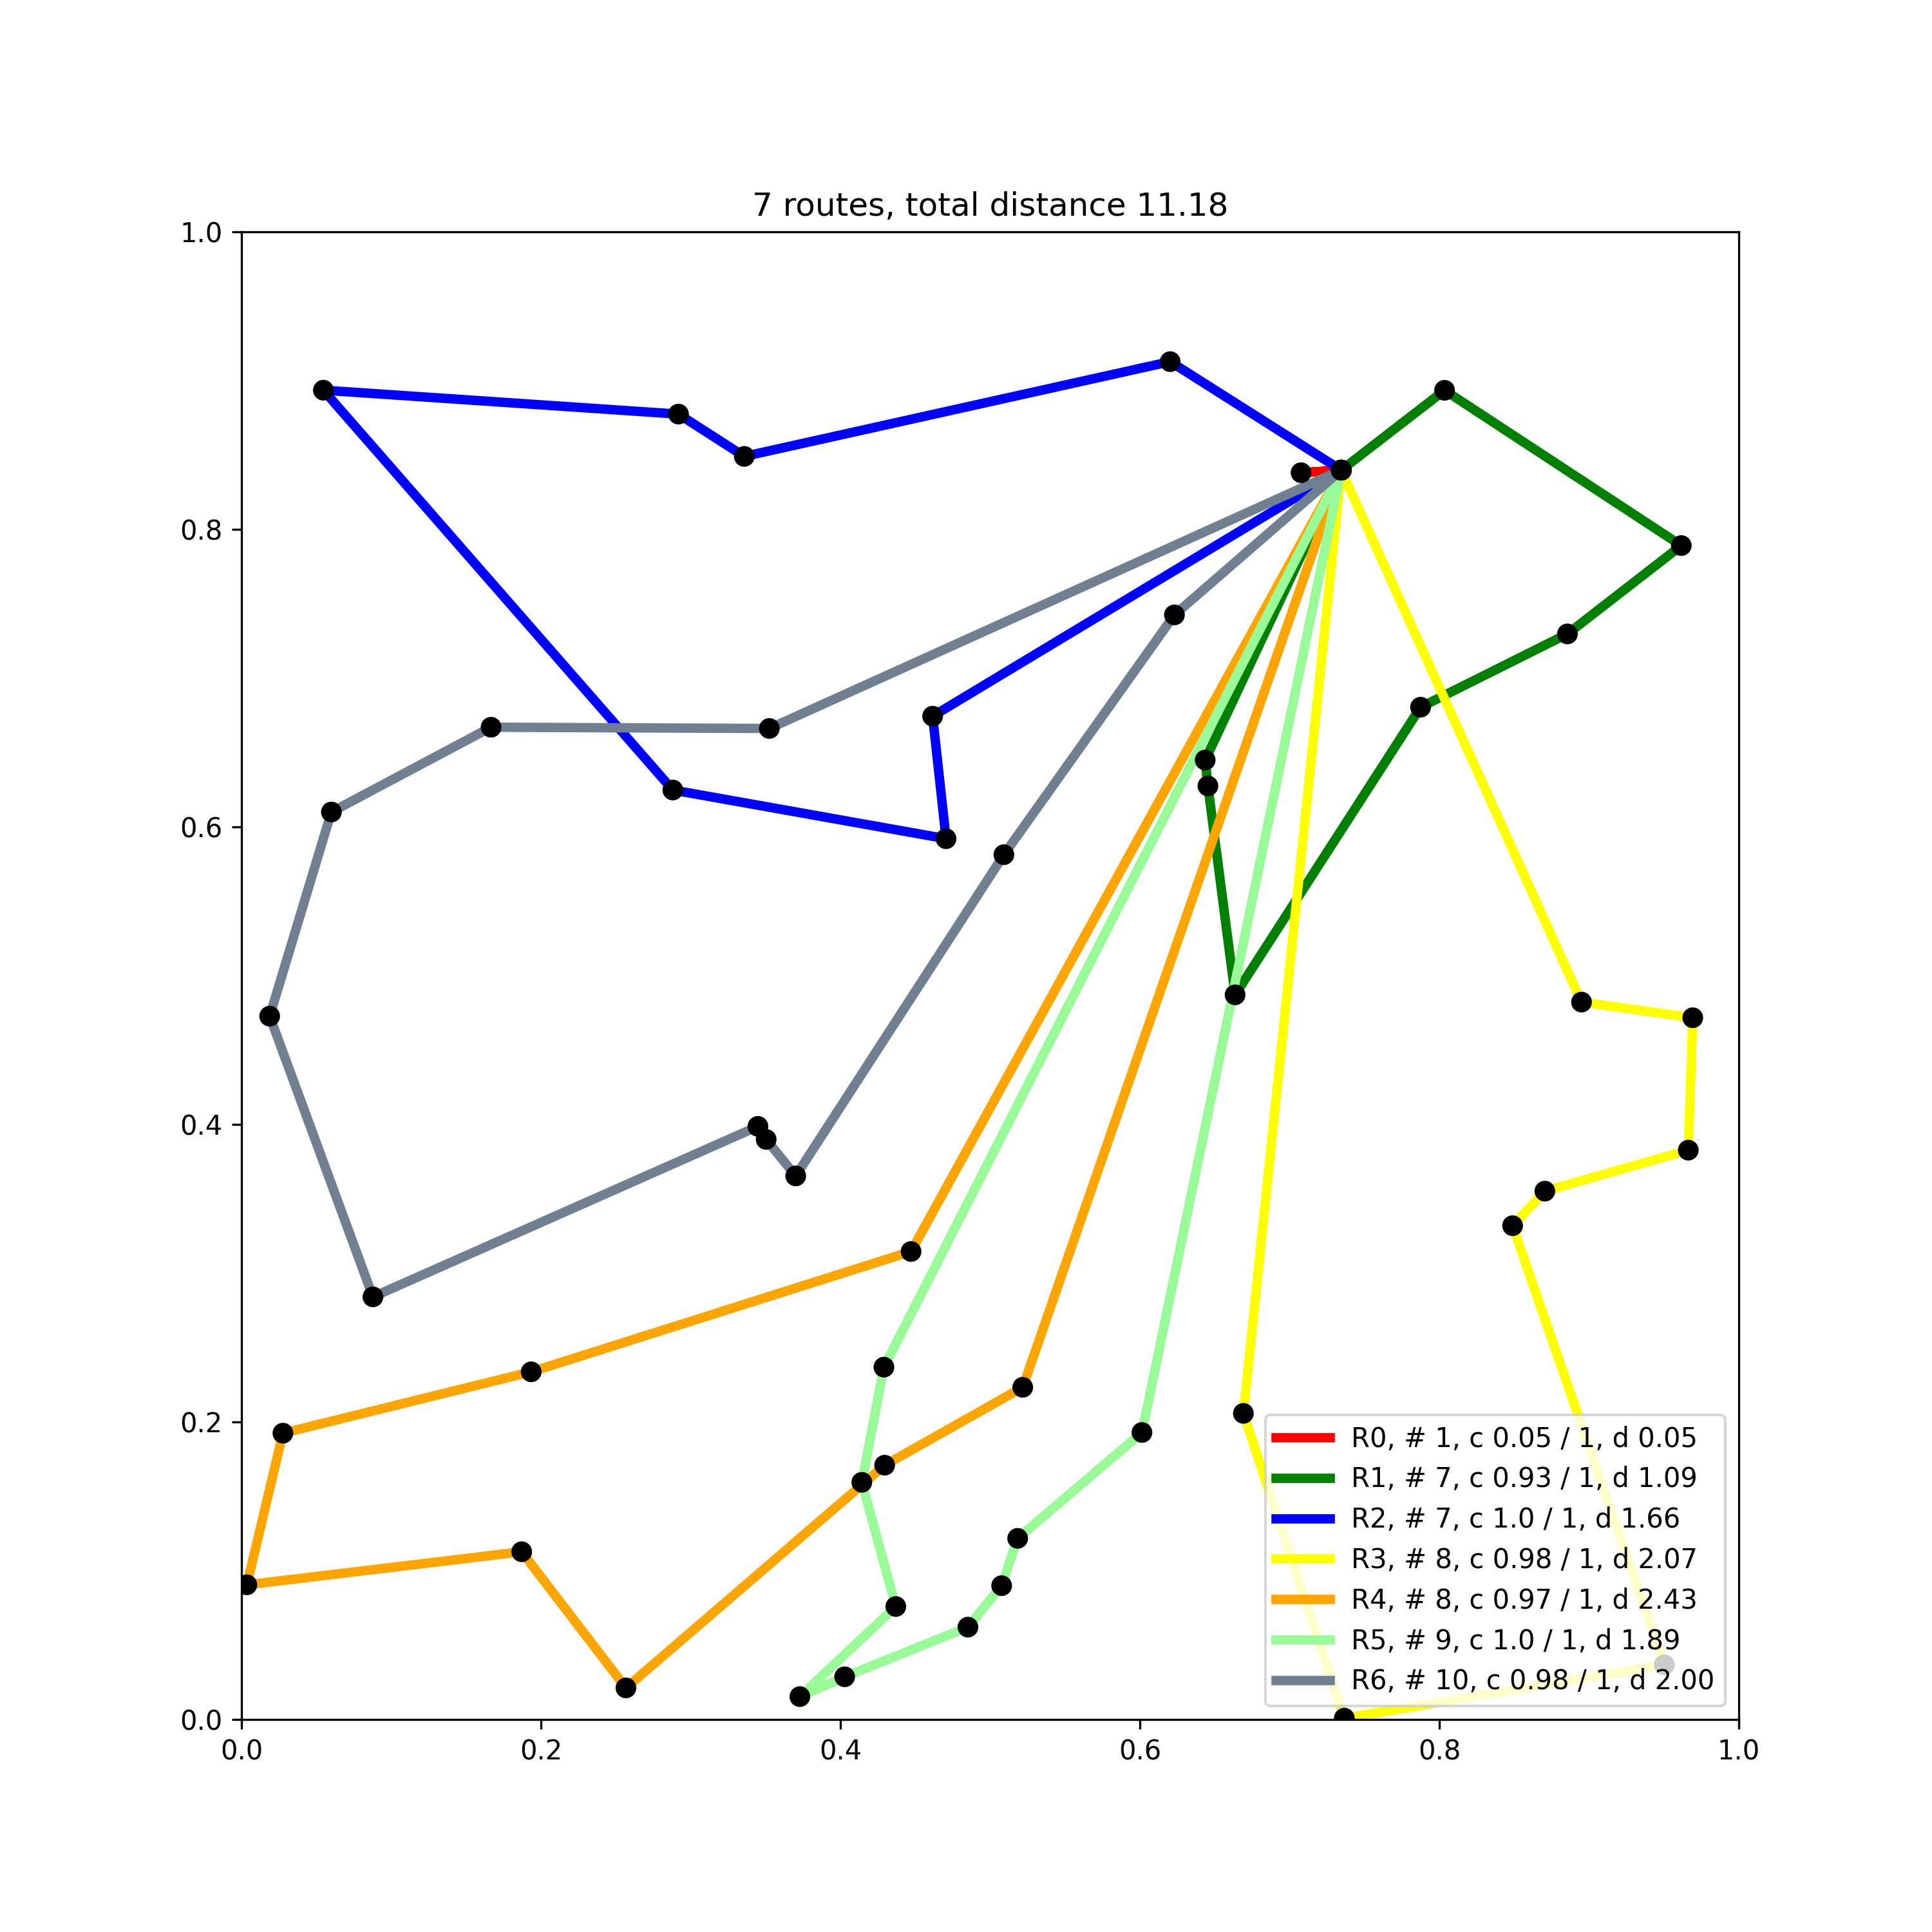 7 routes, total distance 11.18
1.0
0.8
0.6
0.4
0.2
0.0
R0, # 1, c 0.05 / 1, d 0.05
R1, # 7, c 0.93 / 1, d 1.09
R2, # 7, c 1.0 / 1, d 1.66
R3, # 8, c 0.98 / 1, d 2.07
R4, # 8, c 0.97 / 1, d 2.43
R5, # 9, c 1.0 / 1, d 1.89
R6, # 10, c 0.98 / 1, d 2.00
0.0 0.2 0.4 0.6 0.8 1.0